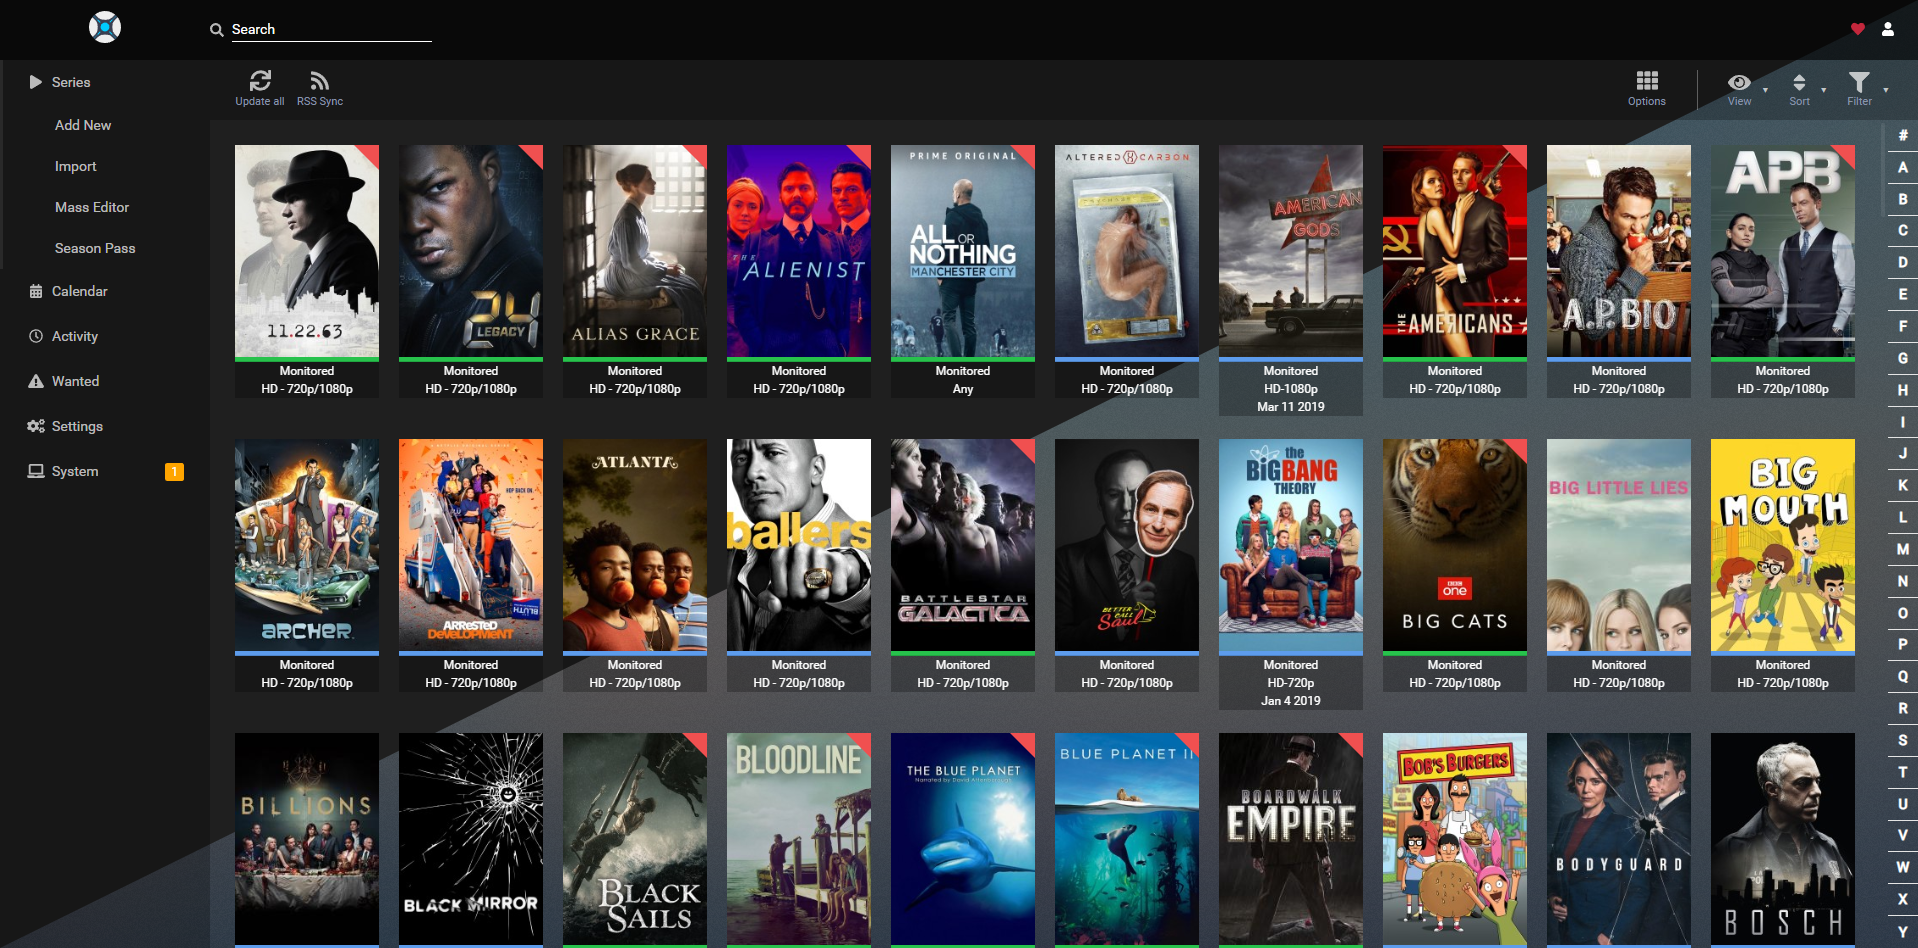 Search
Series
Add New
Import
Mass Editor
Season Pass
Calendar
Activity
Wanted
Settings
System
1
Update all
RSS Sync
Options
View
Sort
Filter
11.22.63
Monitored
HD - 720p/1080p
24
LEGACY
Monitored
HD - 720p/1080p
ALIAS GRACE
Monitored
HD - 720p/1080p
THE
ALIENIST
Monitored
HD - 720p/1080p
PRIME ORIGINAL
ALL OR
NOTHING
MANCHESTER CITY
Monitored
Any
ALTERED CARBON
Monitored
HD - 720p/1080p
AMERICAN
GODS
Monitored
HD-1080p
Mar 11 2019
THE AMERICANS
Monitored
HD - 720p/1080p
A.P. BIO
Monitored
HD - 720p/1080p
APB
Monitored
HD - 720p/1080p
ARCHER
Monitored
HD - 720p/1080p
HOP BACK ON.
BLUTH
ARRESTED
DEVELOPMENT
Monitored
HD - 720p/1080p
ATLANTA
Monitored
HD - 720p/1080p
ballers
Monitored
HD - 720p/1080p
BATTLESTAR
GALACTICA
Monitored
HD - 720p/1080p
BETTER
CALL
Saul
Monitored
HD - 720p/1080p
the
BIG BANG
THEORY
Monitored
HD-720p
Jan 4 2019
BBC
one
BIG CATS
Monitored
HD - 720p/1080p
BIG LITTLE LIES
Monitored
HD - 720p/1080p
BIG
MOUTH
Monitored
HD - 720p/1080p
BILLIONS
BLACK MIRROR
BLACK
SAILS
BLOODLINE
THE BLUE PLANET
Narrated by David Attenborough
BLUE PLANET II
BOARDWALK
EMPIRE
BOB'S BURGERS
BODYGUARD
BOSCH
#
A
B
C
D
E
F
G
H
I
J
K
L
M
N
O
P
Q
R
S
T
U
V
W
X
Y